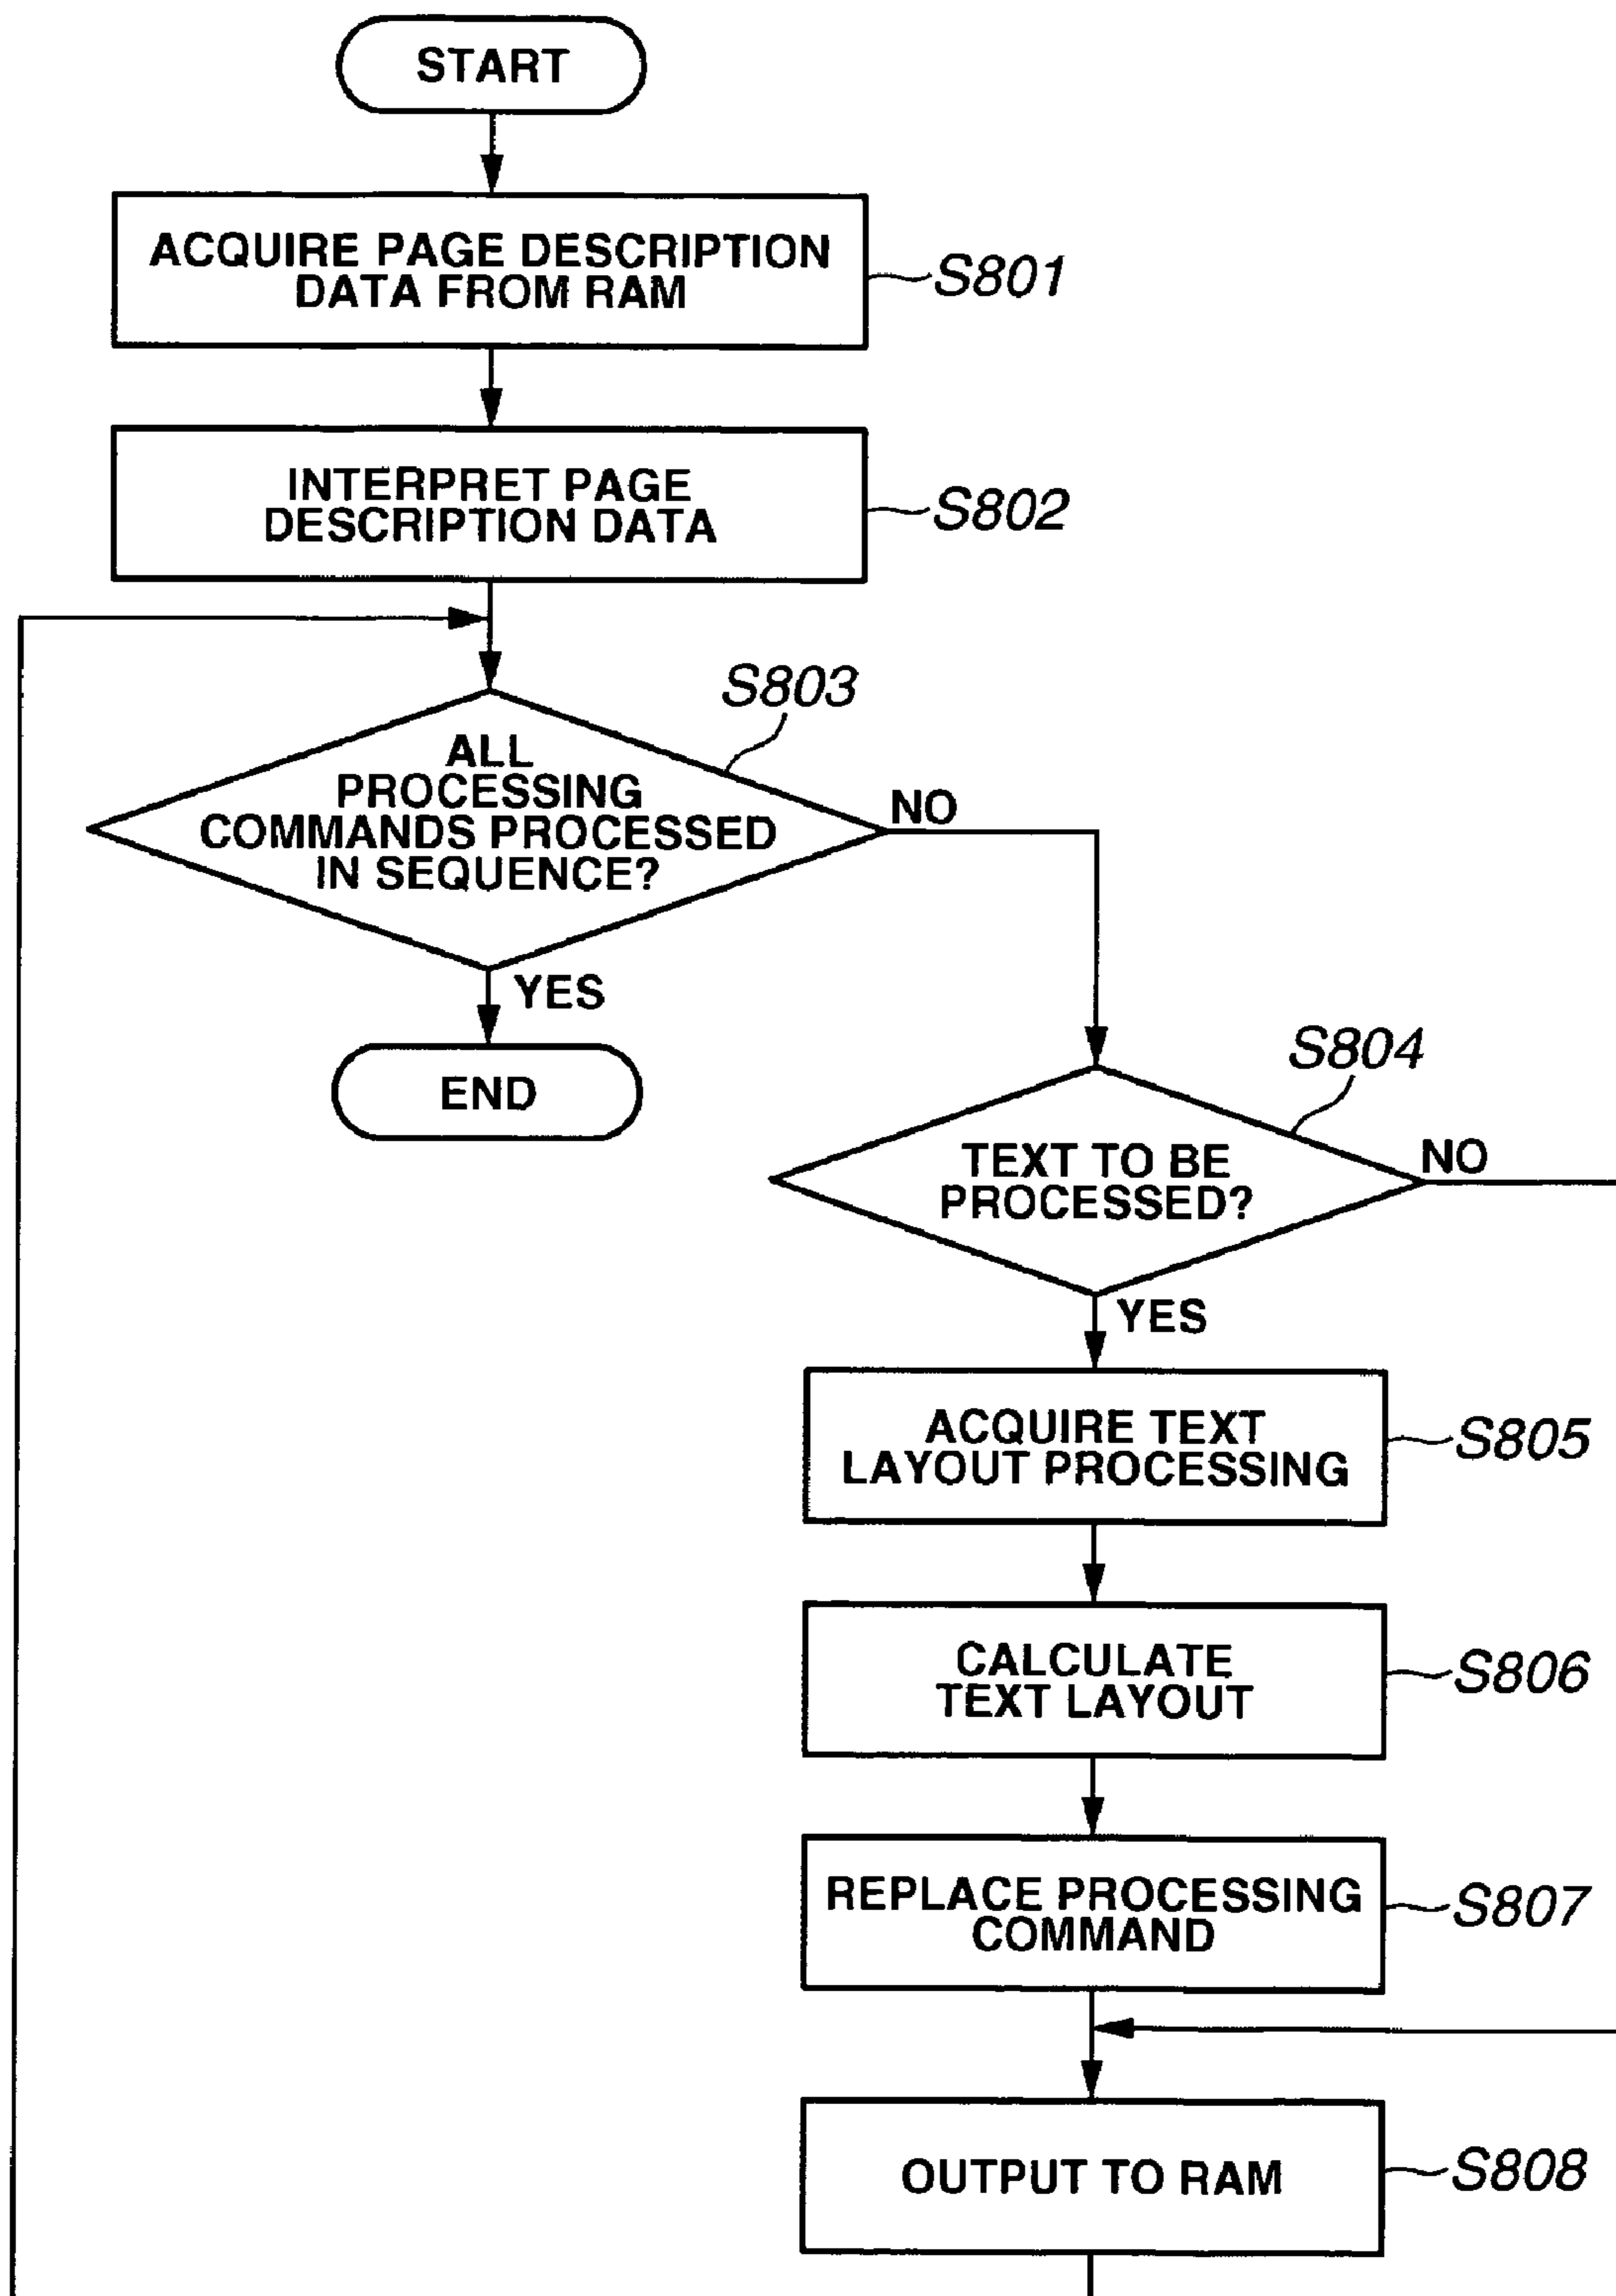 START
ACQUIRE PAGE DESCRIPTION
DATA FROM RAM
S801
INTERPRET PAGE
DESCRIPTION DATA
S802
S803
ALL
PROCESSING
COMMANDS PROCESSED
IN SEQUENCE?
NO
YES
END
S804
TEXT TO BE
PROCESSED?
NO
YES
ACQUIRE TEXT
LAYOUT PROCESSING
S805
CALCULATE
TEXT LAYOUT
S806
REPLACE PROCESSING
COMMAND
S807
OUTPUT TO RAM
S808